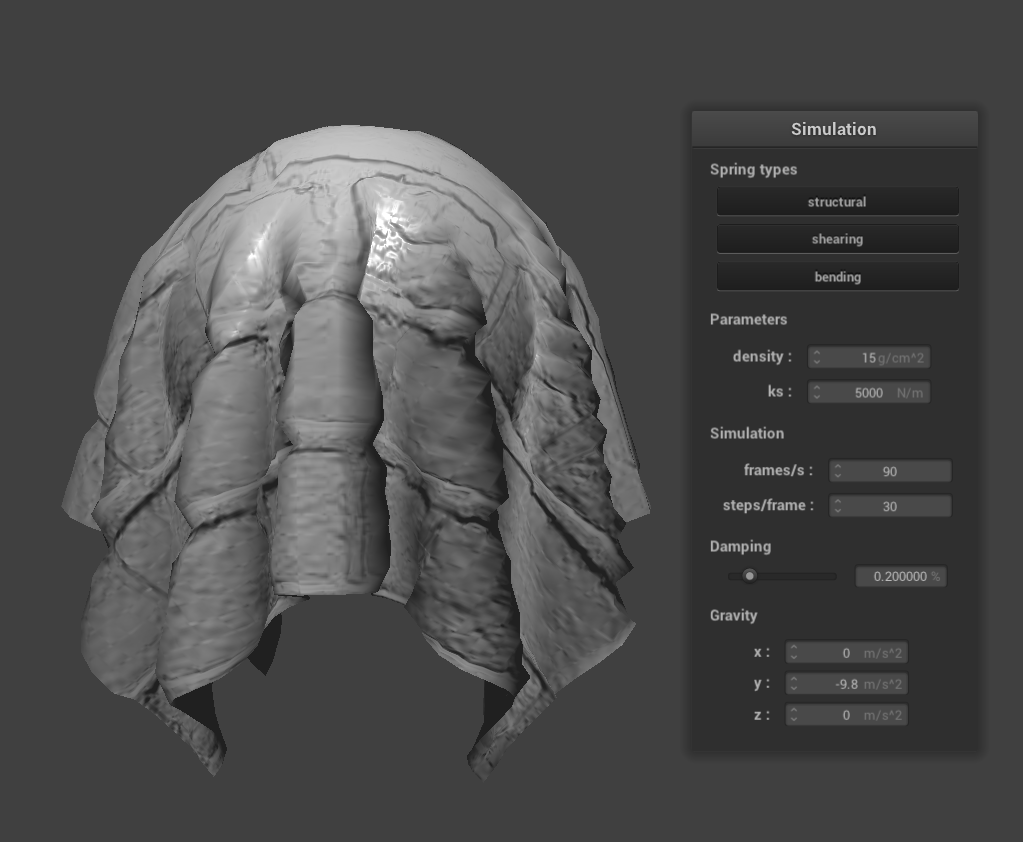 Simulation
Spring types
structural
shearing
bending
Parameters
density : 15 g/cm^2
ks : 5000 N/m
Simulation
frames/s : 90
steps/frame : 30
Damping
0.200000 %
Gravity
x : 0 m/s^2
y : -9.8 m/s^2
z : 0 m/s^2